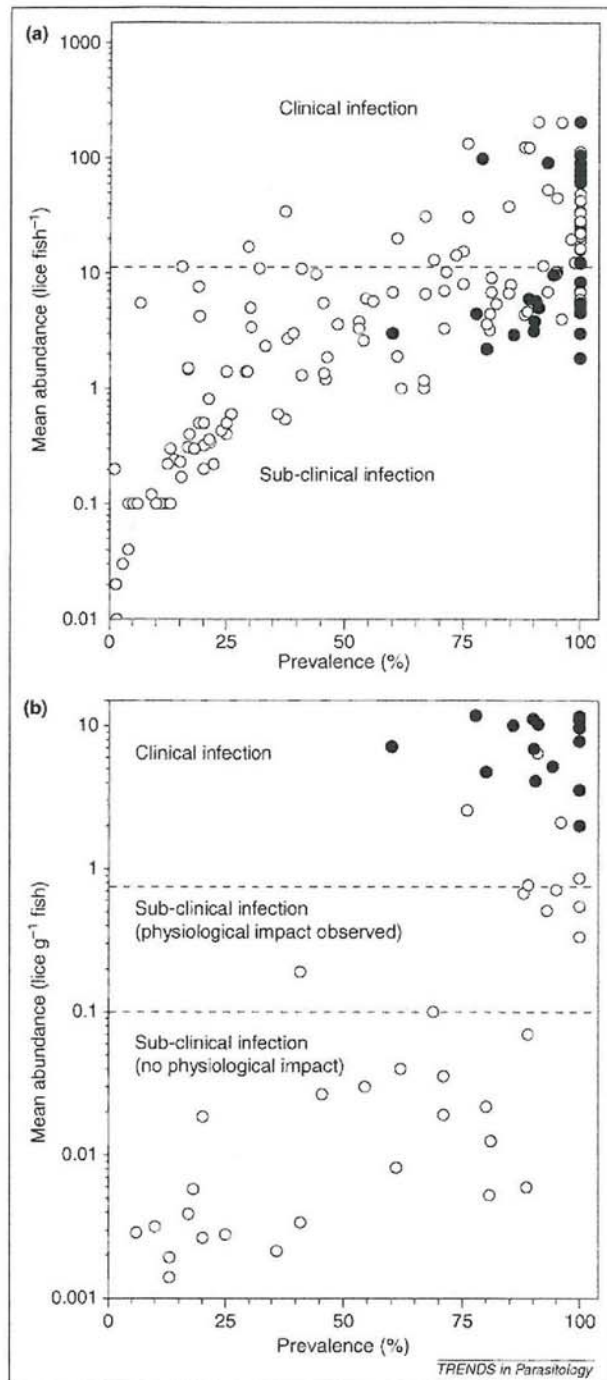 (a)
1000
100
10
1
0.1
0.01
Mean abundance (lice fish⁻¹)
Clinical infection
Sub-clinical infection
0
25
50
75
100
Prevalence (%)
(b)
10
1
0.1
0.01
0.001
Mean abundance (lice g⁻¹ fish)
Clinical infection
Sub-clinical infection
(physiological impact observed)
Sub-clinical infection
(no physiological impact)
0
25
50
75
100
Prevalence (%)
TRENDS in Parasitology